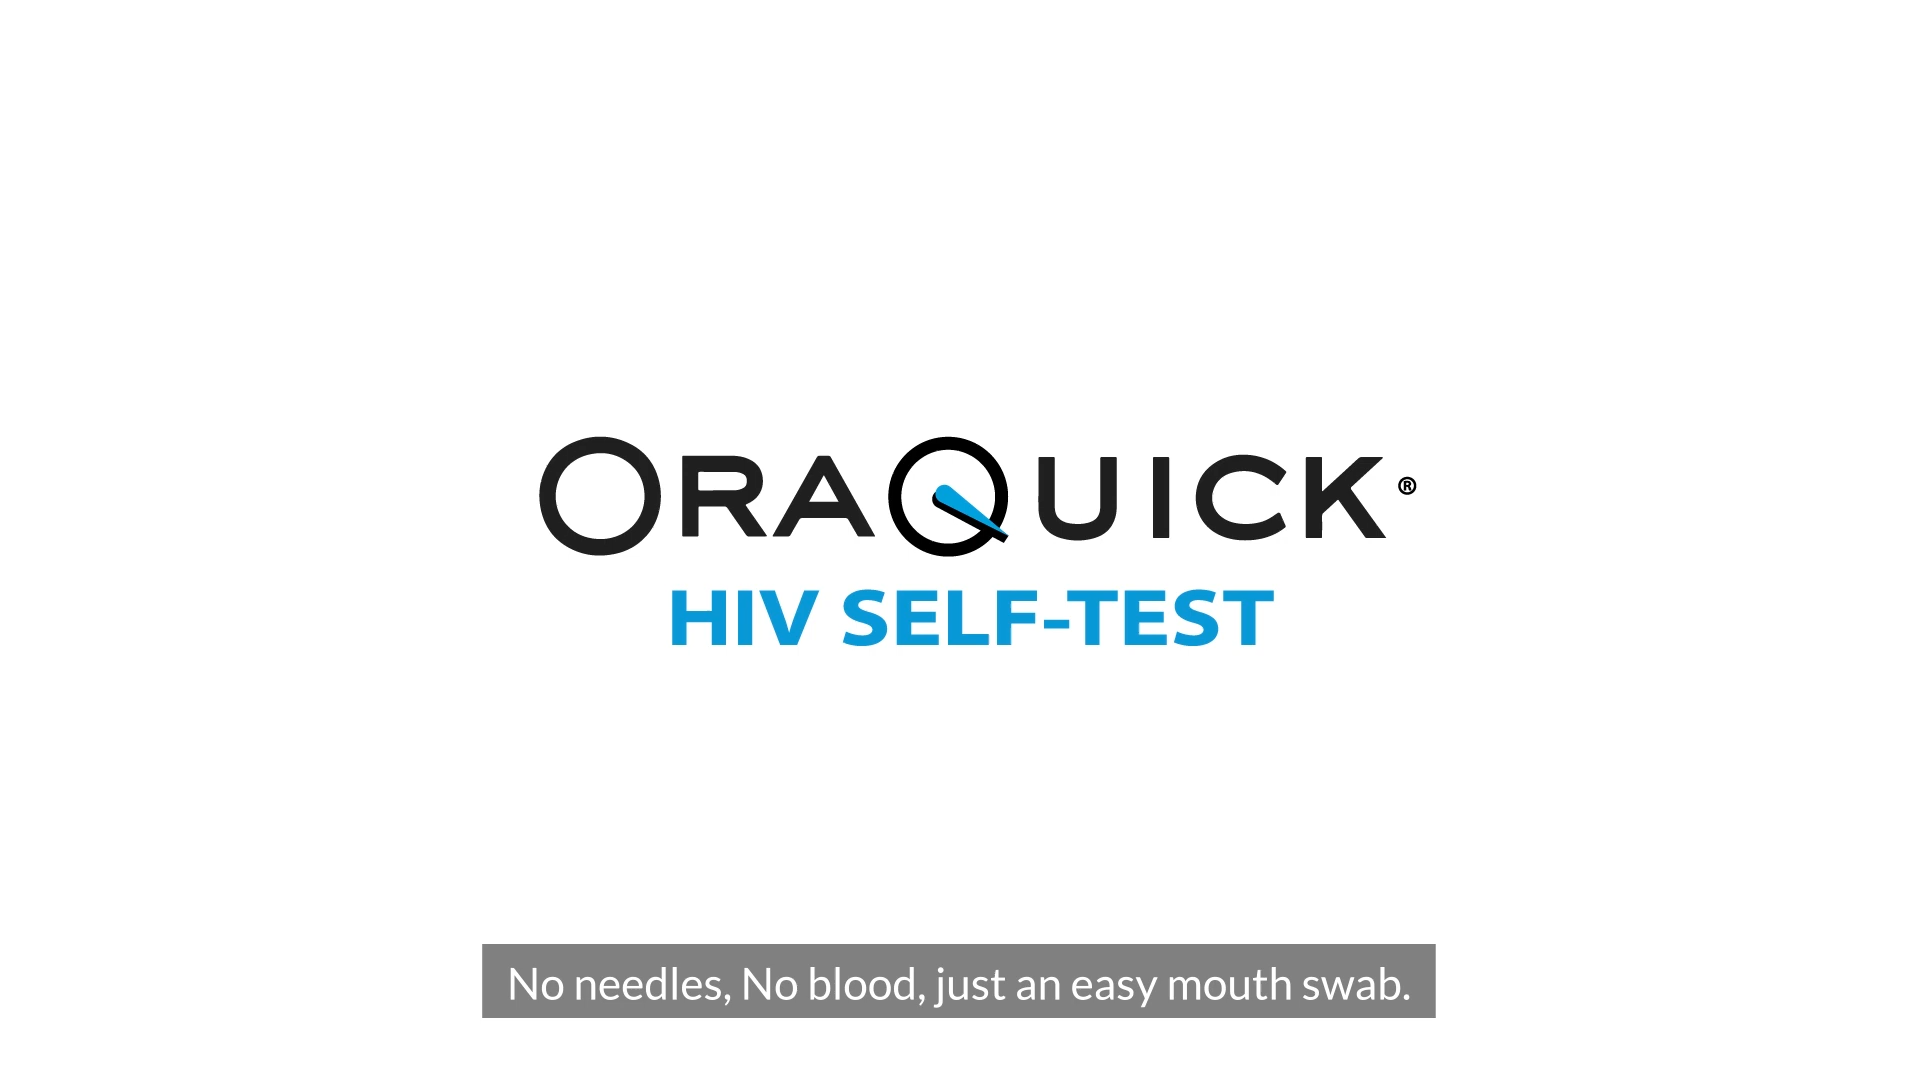 ORAQUICK®
HIV SELF-TEST
No needles, No blood, just an easy mouth swab.